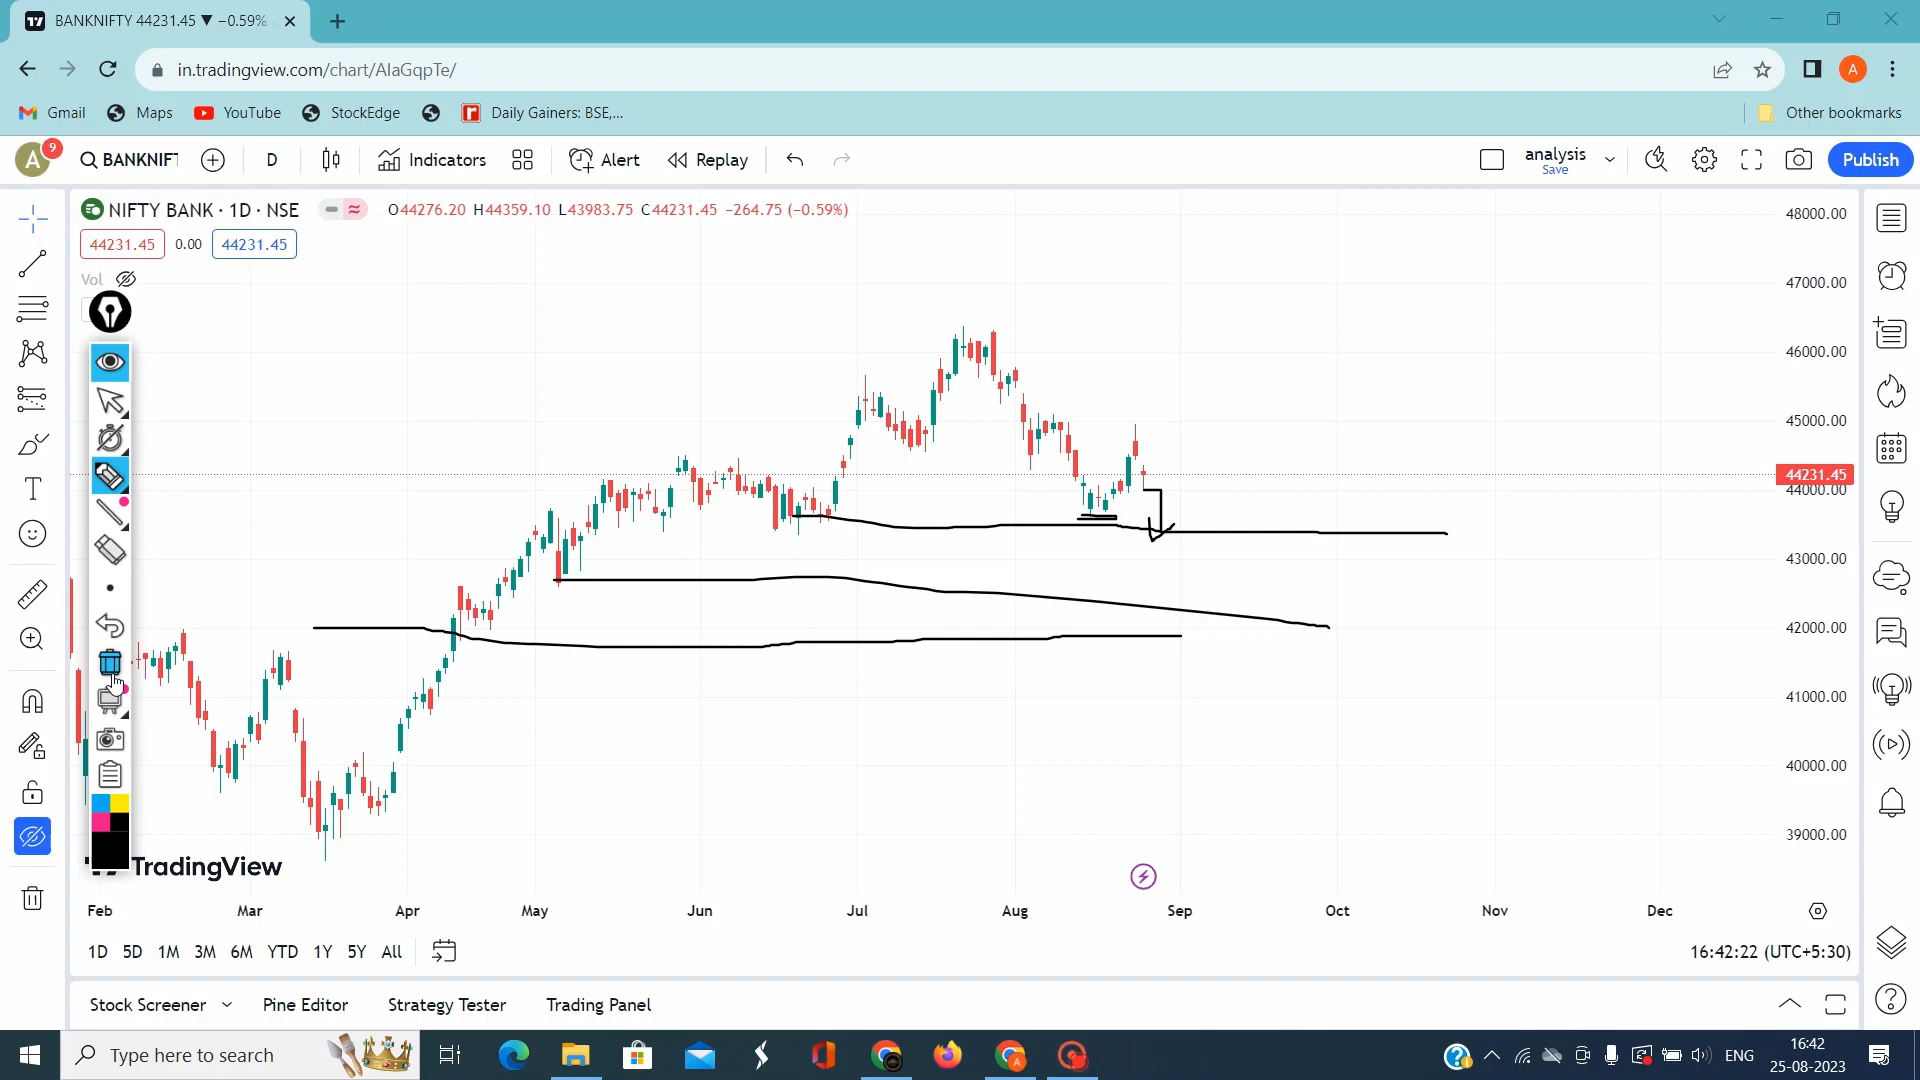 BANKNIFTY 44231.45 ▼ −0.59%
in.tradingview.com/chart/AIaGqpTe/
A
Gmail
Maps
YouTube
StockEdge
Daily Gainers: BSE,...
Other bookmarks
A
9
BANKNIFT
D
Indicators
Alert
Replay
analysis
Save
Publish
NIFTY BANK · 1D · NSE
O44276.20 H44359.10 L43983.75 C44231.45 −264.75 (−0.59%)
44231.45
0.00
44231.45
Vol
48000.00
47000.00
46000.00
45000.00
44231.45
44000.00
43000.00
42000.00
41000.00
40000.00
39000.00
TradingView
Feb
Mar
Apr
May
Jun
Jul
Aug
Sep
Oct
Nov
Dec
1D
5D
1M
3M
6M
YTD
1Y
5Y
All
16:42:22 (UTC+5:30)
Stock Screener
Pine Editor
Strategy Tester
Trading Panel
Type here to search
ENG
16:42
25-08-2023